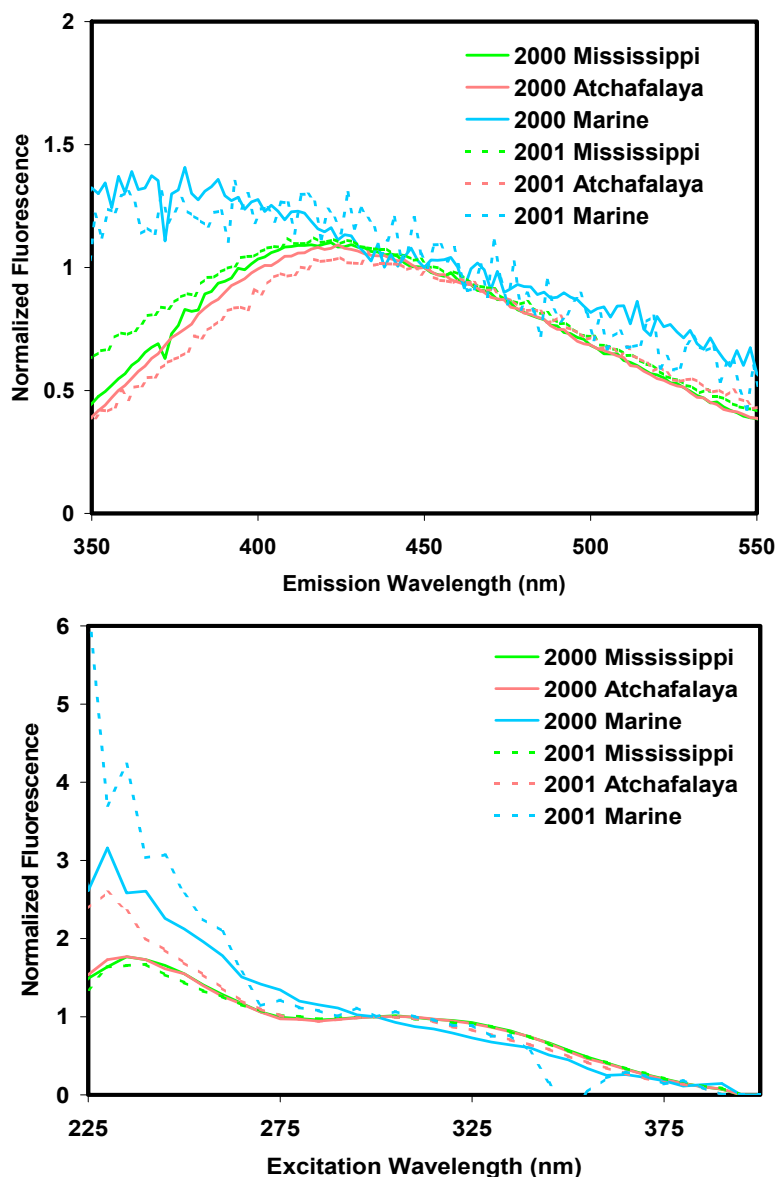 2
1.5
1
0.5
0
Normalized Fluorescence
2000 Mississippi
2000 Atchafalaya
2000 Marine
2001 Mississippi
2001 Atchafalaya
2001 Marine
350 400 450 500 550
Emission Wavelength (nm)
6
5
4
3
2
1
0
Normalized Fluorescence
2000 Mississippi
2000 Atchafalaya
2000 Marine
2001 Mississippi
2001 Atchafalaya
2001 Marine
225 275 325 375
Excitation Wavelength (nm)